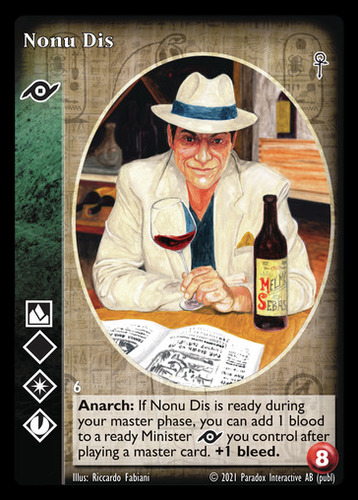 Nonu Dis
MELMO
SEBAS
6
Anarch: If Nonu Dis is ready during
your master phase, you can add 1 blood
to a ready Minister you control after
playing a master card. +1 bleed.
8
Illus: Riccardo Fabiani
© 2021 Paradox Interactive AB (publ)